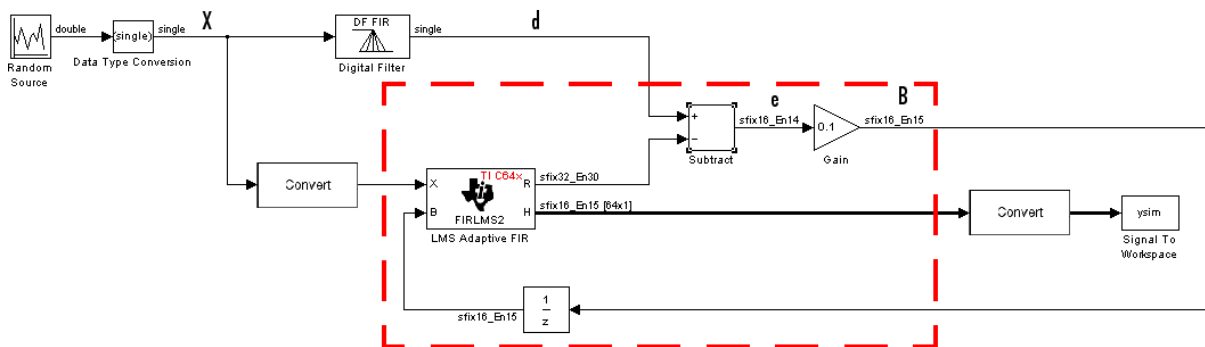 double
(single)
single
X
DF FIR
single
d
Random
Source
Data Type Conversion
Digital Filter
+
-
Subtract
e
sfix16_En14
0.1
Gain
B
sfix16_En15
Convert
X
B
TI C64x
R
H
FIRLMS2
LMS Adaptive FIR
sfix32_En30
sfix16_En15 [64x1]
Convert
ysim
Signal To
Workspace
sfix16_En15
1
z